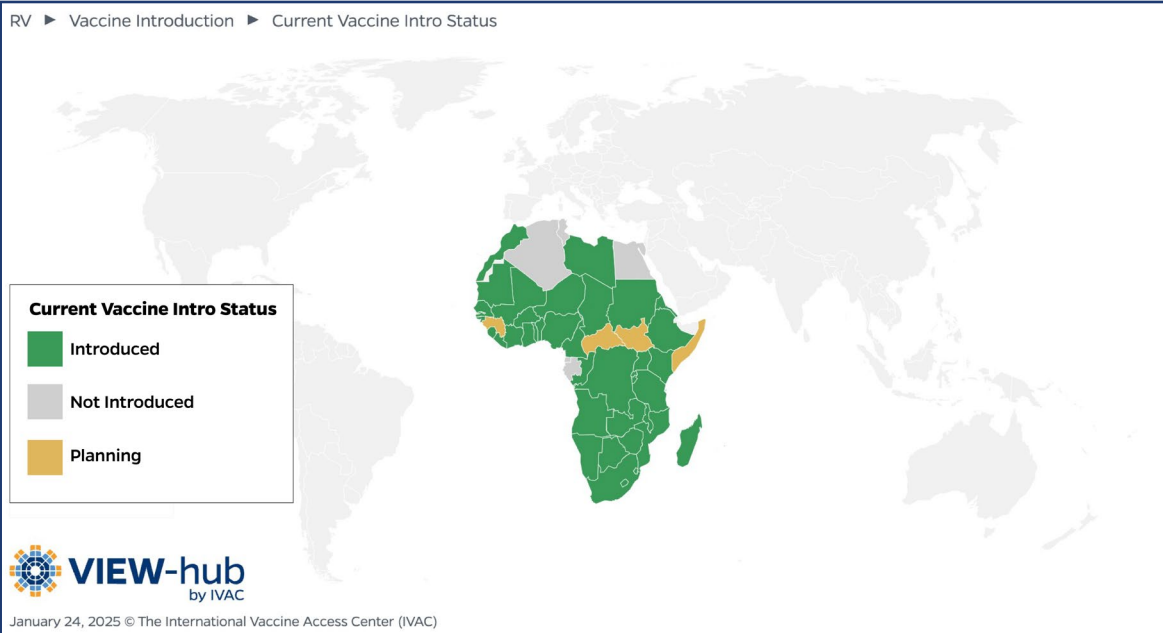 RV ► Vaccine Introduction ► Current Vaccine Intro Status
Current Vaccine Intro Status
Introduced
Not Introduced
Planning
VIEW-hub
by IVAC
January 24, 2025 © The International Vaccine Access Center (IVAC)